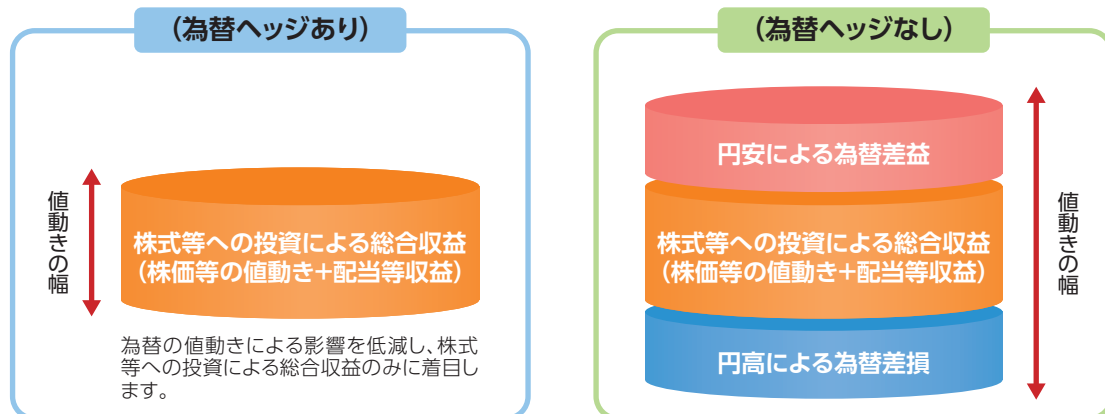 (為替ヘッジあり)
値動きの幅
株式等への投資による総合収益
(株価等の値動き+配当等収益)
為替の値動きによる影響を低減し、株式
等への投資による総合収益のみに着目し
ます。
(為替ヘッジなし)
円安による為替差益
株式等への投資による総合収益
(株価等の値動き+配当等収益)
円高による為替差損
値動きの幅